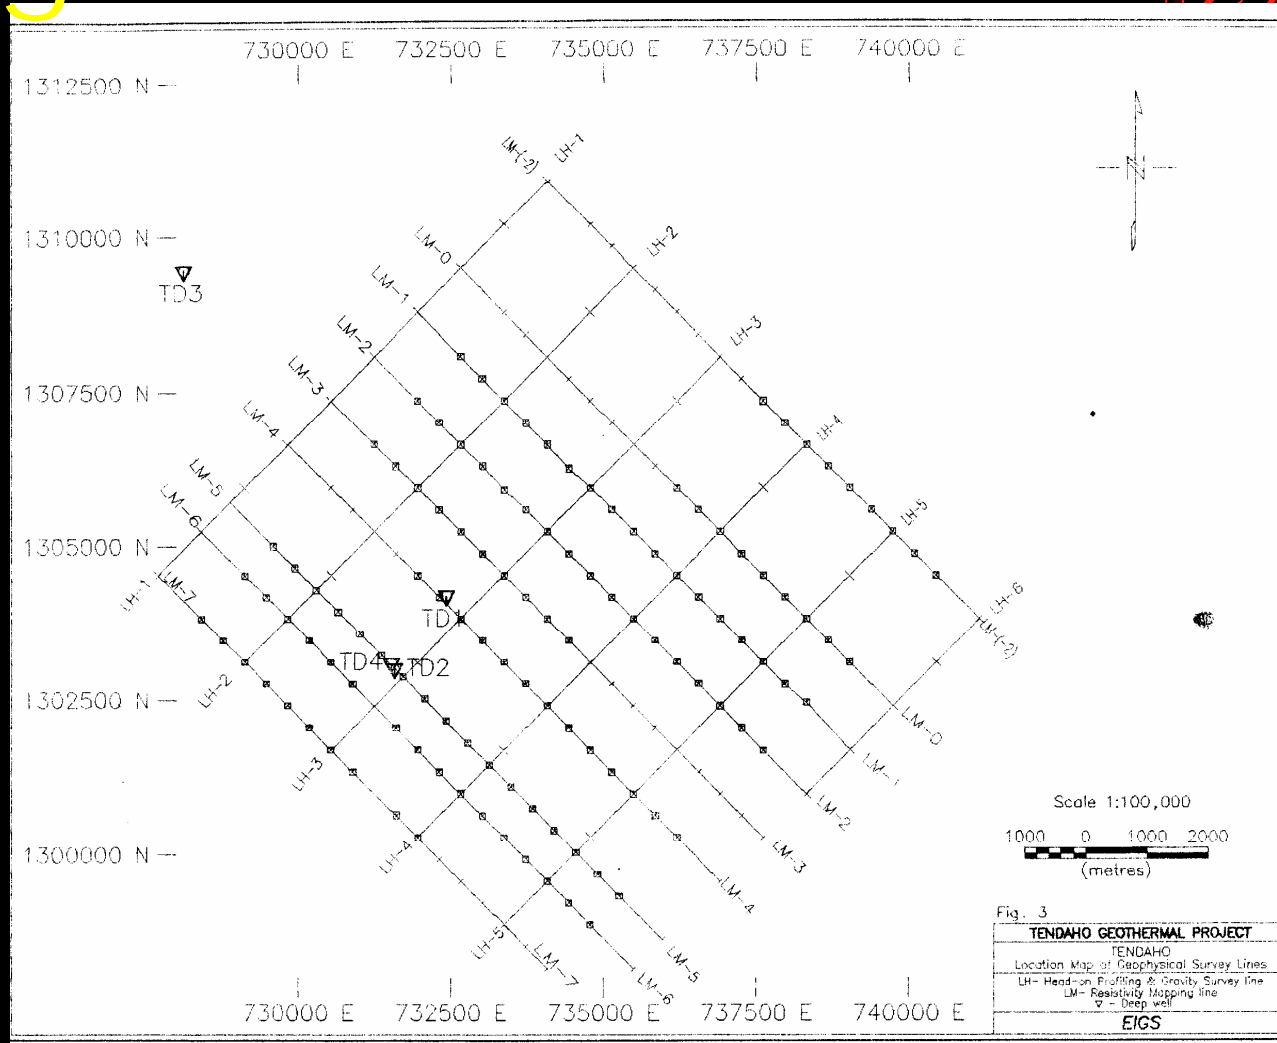 730000 E 732500 E 735000 E 737500 E 740000 E
1312500 N
LM-(-2) LH-1
N
1310000 N
LM-0 LH-2
TD3
LM-1
LM-2 LH-3
1307500 N
LM-3
LM-4 LH-4
LM-5
LM-6 LH-5
1305000 N
LH-1 LM-7
LH-6
LM-(-2)
TD1
TD4 TD2
LH-2
1302500 N
LM-0
LH-3
LM-1
LM-2
Scale 1:100,000
1000 0 1000 2000
(metres)
1300000 N
LH-4
LM-3
LM-4
LH-5
LM-7
LM-5
LM-6
730000 E 732500 E 735000 E 737500 E 740000 E
Fig. 3
TENDAHO GEOTHERMAL PROJECT
TENDAHO
Location Map of Geophysical Survey Lines
LH- Head-on Profiling & Gravity Survey line
LM- Resistivity Mapping line
▽ - Deep well
EIGS